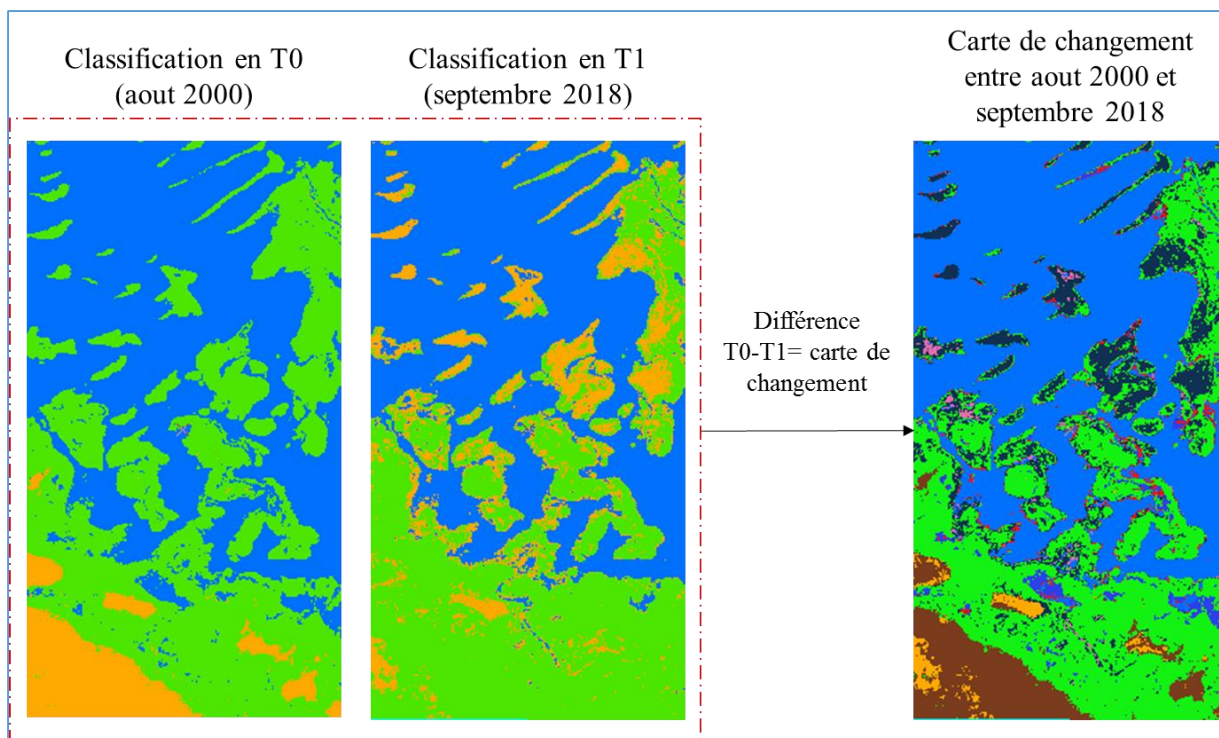 Classification en T0
(aout 2000)
Classification en T1
(septembre 2018)
Carte de changement
entre aout 2000 et
septembre 2018
Différence
T0-T1= carte de
changement